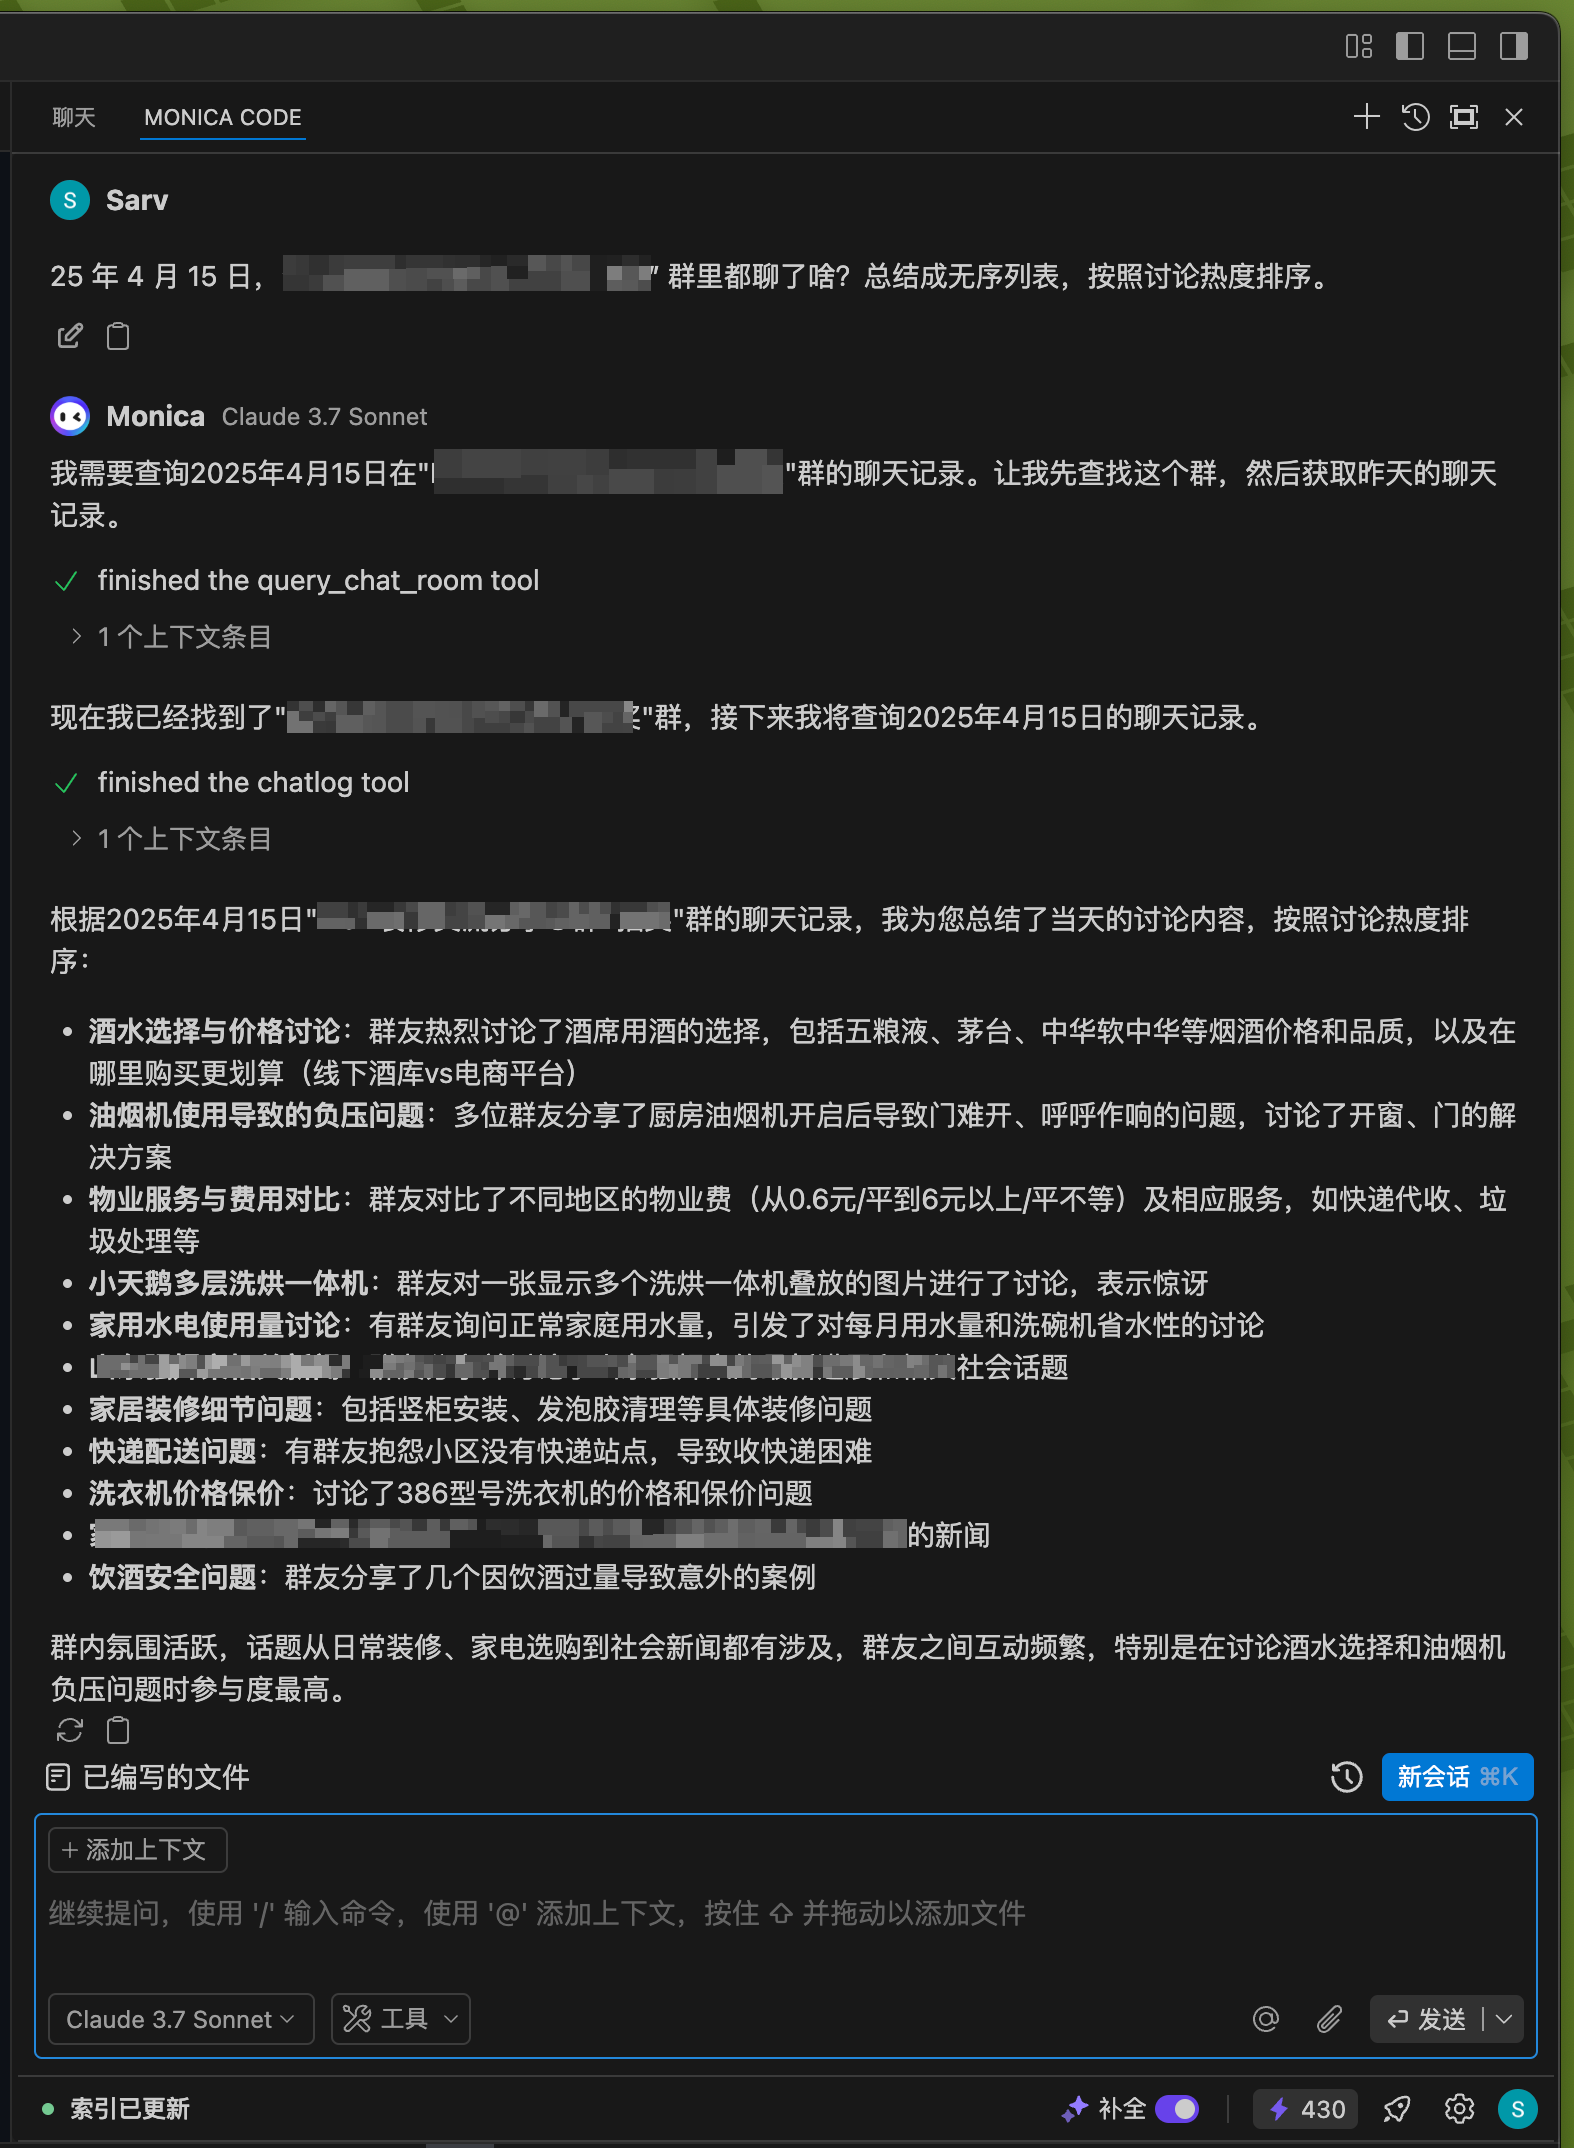 聊天 MONICA CODE
S Sarv
25 年 4 月 15 日， ” 群里都聊了啥？总结成无序列表，按照讨论热度排序。
Monica Claude 3.7 Sonnet
我需要查询2025年4月15日在" "群的聊天记录。让我先查找这个群，然后获取昨天的聊天
记录。
finished the query_chat_room tool
1 个上下文条目
现在我已经找到了" "群，接下来我将查询2025年4月15日的聊天记录。
finished the chatlog tool
1 个上下文条目
根据2025年4月15日" "群的聊天记录，我为您总结了当天的讨论内容，按照讨论热度排
序：
• 酒水选择与价格讨论：群友热烈讨论了酒席用酒的选择，包括五粮液、茅台、中华软中华等烟酒价格和品质，以及在
哪里购买更划算（线下酒库vs电商平台）
• 油烟机使用导致的负压问题：多位群友分享了厨房油烟机开启后导致门难开、呼呼作响的问题，讨论了开窗、门的解
决方案
• 物业服务与费用对比：群友对比了不同地区的物业费（从0.6元/平到6元以上/平不等）及相应服务，如快递代收、垃
圾处理等
• 小天鹅多层洗烘一体机：群友对一张显示多个洗烘一体机叠放的图片进行了讨论，表示惊讶
• 家用水电使用量讨论：有群友询问正常家庭用水量，引发了对每月用水量和洗碗机省水性的讨论
• 社会话题
• 家居装修细节问题：包括竖柜安装、发泡胶清理等具体装修问题
• 快递配送问题：有群友抱怨小区没有快递站点，导致收快递困难
• 洗衣机价格保价：讨论了386型号洗衣机的价格和保价问题
• 的新闻
• 饮酒安全问题：群友分享了几个因饮酒过量导致意外的案例
群内氛围活跃，话题从日常装修、家电选购到社会新闻都有涉及，群友之间互动频繁，特别是在讨论酒水选择和油烟机
负压问题时参与度最高。
已编写的文件 新会话 ⌘K
+ 添加上下文
继续提问，使用 '/' 输入命令，使用 '@' 添加上下文，按住 ⇧ 并拖动以添加文件
Claude 3.7 Sonnet 工具 @ 发送
索引已更新 补全 430 S